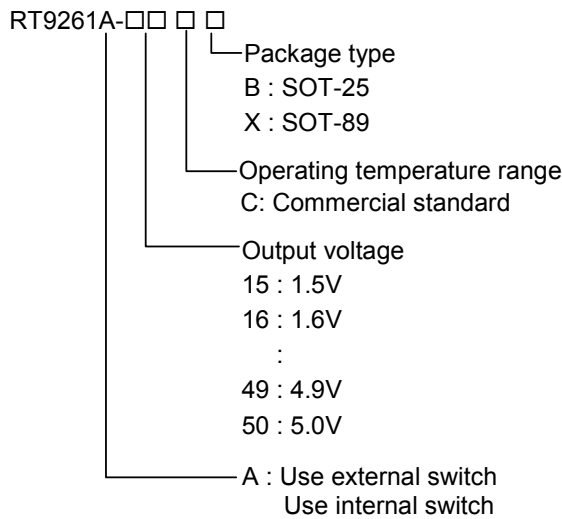 RT9261A-□□ □ □
Package type
B : SOT-25
X : SOT-89
Operating temperature range
C: Commercial standard
Output voltage
15 : 1.5V
16 : 1.6V
:
49 : 4.9V
50 : 5.0V
A : Use external switch
Use internal switch